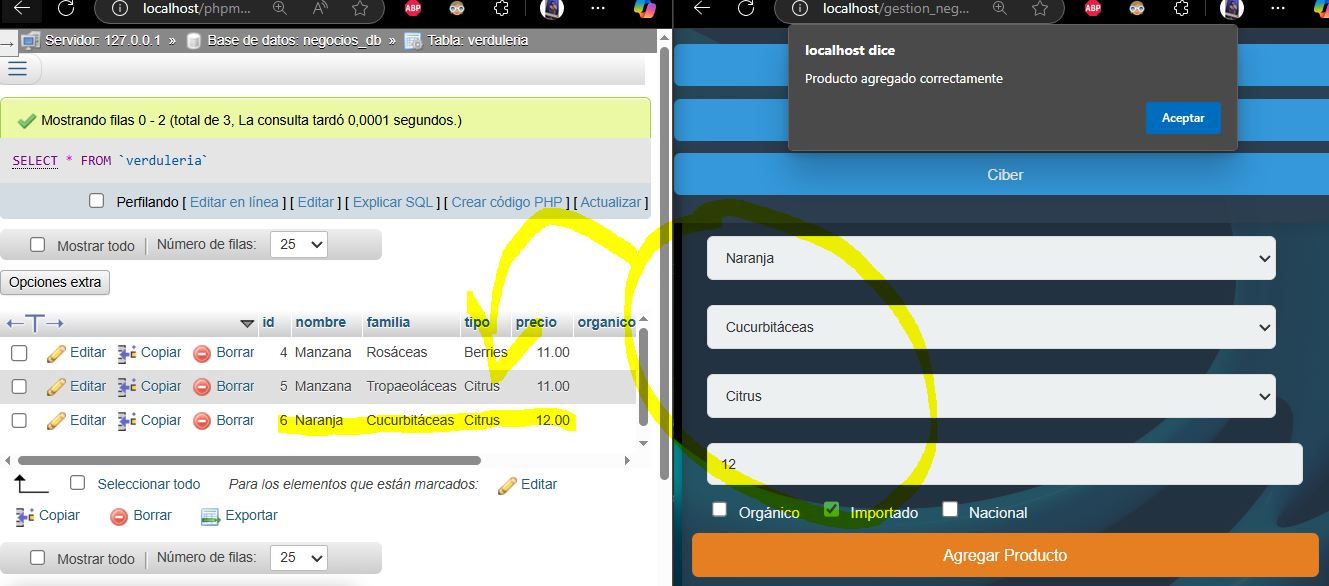 localhost/phpm...
ABP
Servidor: 127.0.0.1 » Base de datos: negocios_db » Tabla: verduleria
Mostrando filas 0 - 2 (total de 3, La consulta tardó 0,0001 segundos.)
SELECT * FROM `verduleria`
Perfilando [ Editar en línea ] [ Editar ] [ Explicar SQL ] [ Crear código PHP ] [ Actualizar ]
Mostrar todo | Número de filas: 25
Opciones extra
←T→ id nombre familia tipo precio organico
Editar Copiar Borrar 4 Manzana Rosáceas Berries 11.00
Editar Copiar Borrar 5 Manzana Tropaeoláceas Citrus 11.00
Editar Copiar Borrar 6 Naranja Cucurbitáceas Citrus 12.00
Seleccionar todo Para los elementos que están marcados: Editar
Copiar Borrar Exportar
Mostrar todo | Número de filas: 25
localhost/gestion_neg...
ABP
localhost dice
Producto agregado correctamente
Aceptar
Ciber
Naranja
Cucurbitáceas
Citrus
12
Orgánico Importado Nacional
Agregar Producto